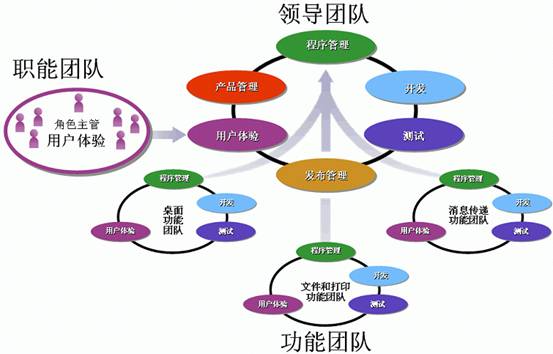 领导团队
程序管理
职能团队
产品管理
开发
角色主管
用户体验
用户体验
测试
发布管理
程序管理
开发
桌面
功能
团队
用户体验
测试
程序管理
开发
消息传递
功能团队
用户体验
测试
程序管理
开发
文件和打印
功能团队
用户体验
测试
功能团队